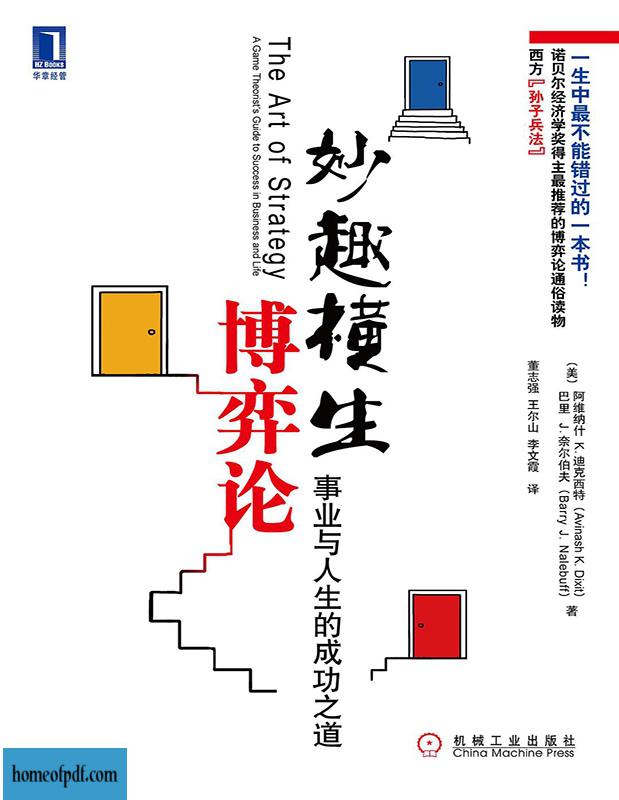 HZ BOOKS
华章经管
一生中最不能错过的一本书！
诺贝尔经济学奖得主最推荐的博弈论通俗读物
西方『孙子兵法』
The Art of Strategy
A Game Theorist's Guide to Success in Business and Life
妙趣横生
博弈论
事业与人生的成功之道
（美）阿维纳什 K. 迪克西特（Avinash K. Dixit）
巴里 J. 奈尔伯夫（Barry J. Nalebuff）
著
董志强 王尔山 李文霞 译
机械工业出版社
China Machine Press
homeofpdf.com